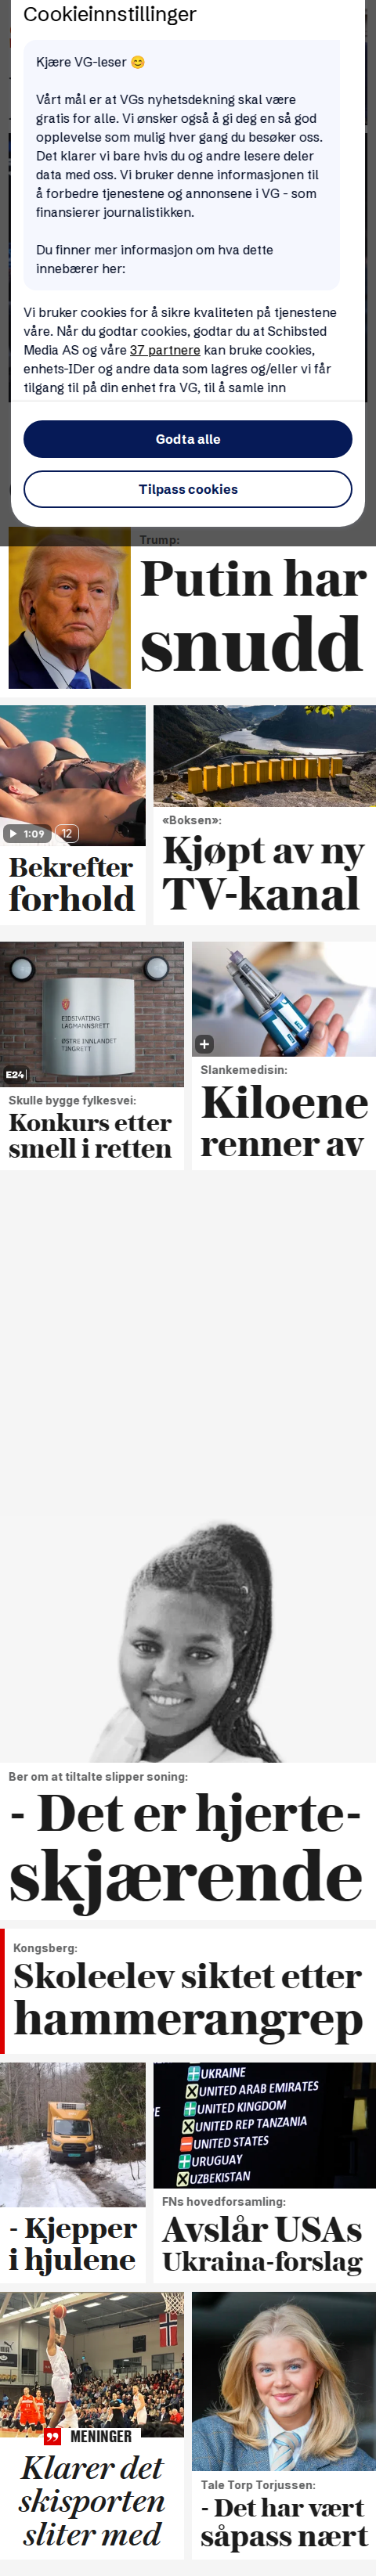 Cookieinnstillinger
Kjære VG-leser 😊
Vårt mål er at VGs nyhetsdekning skal være
gratis for alle. Vi ønsker også å gi deg en så god
opplevelse som mulig hver gang du besøker oss.
Det klarer vi bare hvis du og andre lesere deler
data med oss. Vi bruker denne informasjonen til
å forbedre tjenestene og annonsene i VG - som
finansierer journalistikken.
Du finner mer informasjon om hva dette
innebærer her:
Vi bruker cookies for å sikre kvaliteten på tjenestene
våre. Når du godtar cookies, godtar du at Schibsted
Media AS og våre 37 partnere kan bruke cookies,
enhets-IDer og andre data som lagres og/eller vi får
tilgang til på din enhet fra VG, til å samle inn
Godta alle
Tilpass cookies
Trump:
Putin har
snudd
1:09
12
Bekrefter
forhold
«Boksen»:
Kjøpt av ny
TV-kanal
EIDSIVATING
LAGMANNSRETT
ØSTRE INNLANDET
TINGRETT
E24
Skulle bygge fylkesvei:
Konkurs etter
smell i retten
Slankemedisin:
Kiloene
renner av
Ber om at tiltalte slipper soning:
- Det er hjerte-
skjærende
Kongsberg:
Skoleelev siktet etter
hammerangrep
- Kjepper
i hjulene
UKRAINE
UNITED ARAB EMIRATES
UNITED KINGDOM
UNITED REP TANZANIA
UNITED STATES
URUGUAY
UZBEKISTAN
FNs hovedforsamling:
Avslår USAs
Ukraina-forslag
MENINGER
Klarer det
skisporten
sliter med
Tale Torp Torjussen:
- Det har vært
såpass nært